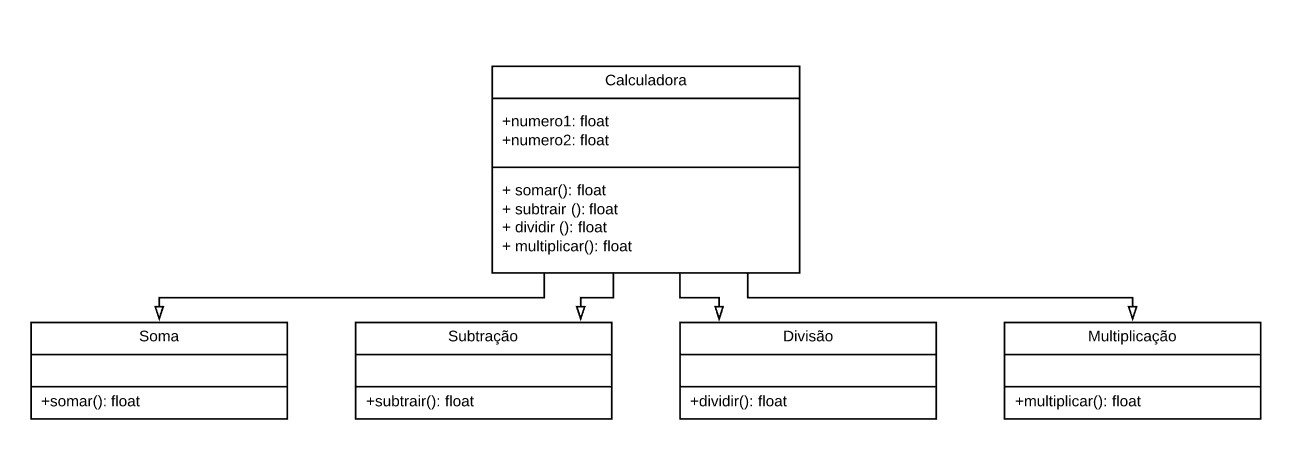 Calculadora
+numero1: float
+numero2: float
+ somar(): float
+ subtrair (): float
+ dividir (): float
+ multiplicar(): float
Soma
+somar(): float
Subtração
+subtrair(): float
Divisão
+dividir(): float
Multiplicação
+multiplicar(): float